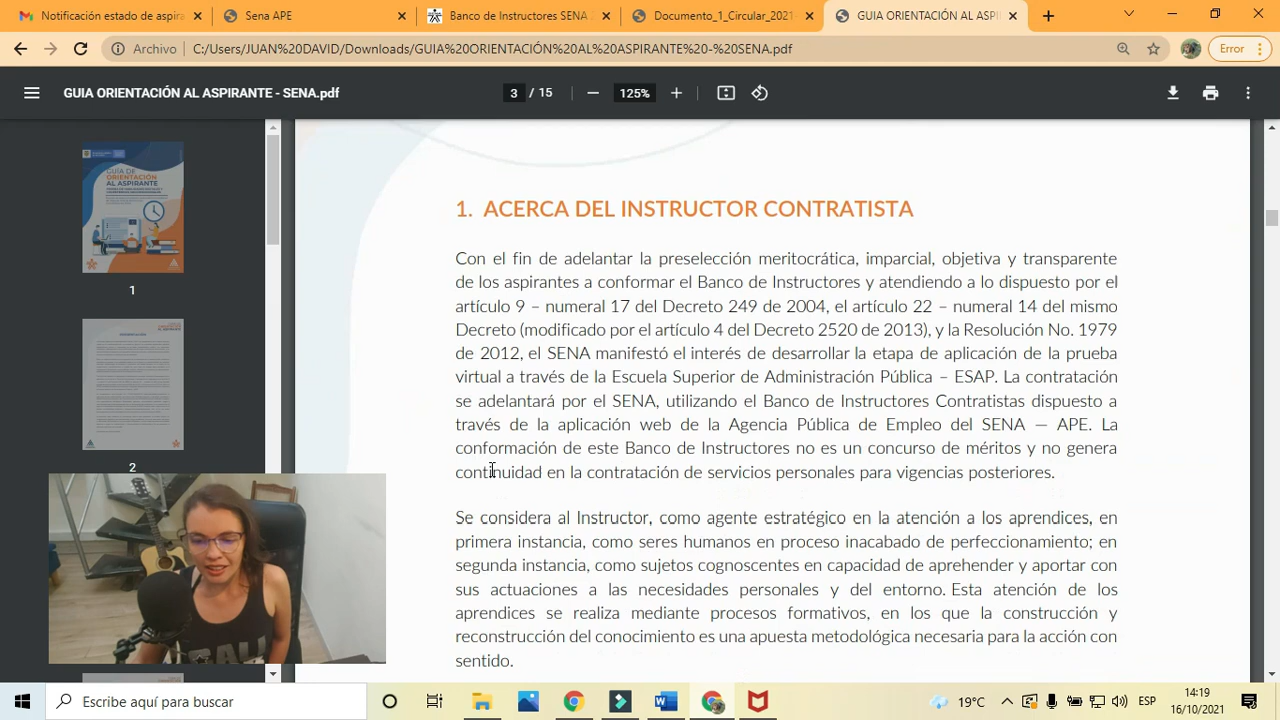 Notificación estado de aspira
Sena APE
Banco de Instructores SENA 2
Documento_1_Circular_2021-
GUIA ORIENTACIÓN AL ASPI
Archivo
C:/Users/JUAN%20DAVID/Downloads/GUIA%20ORIENTACIÓN%20AL%20ASPIRANTE%20-%20SENA.pdf
Error
GUIA ORIENTACIÓN AL ASPIRANTE - SENA.pdf
3 / 15
125%
GUÍA DE
ORIENTACIÓN
AL ASPIRANTE
1
2
1. ACERCA DEL INSTRUCTOR CONTRATISTA
Con el fin de adelantar la preselección meritocrática, imparcial, objetiva y transparente
de los aspirantes a conformar el Banco de Instructores y atendiendo a lo dispuesto por el
artículo 9 – numeral 17 del Decreto 249 de 2004, el artículo 22 – numeral 14 del mismo
Decreto (modificado por el artículo 4 del Decreto 2520 de 2013), y la Resolución No. 1979
de 2012, el SENA manifestó el interés de desarrollar la etapa de aplicación de la prueba
virtual a través de la Escuela Superior de Administración Pública – ESAP. La contratación
se adelantará por el SENA, utilizando el Banco de Instructores Contratistas dispuesto a
través de la aplicación web de la Agencia Pública de Empleo del SENA — APE. La
conformación de este Banco de Instructores no es un concurso de méritos y no genera
continuidad en la contratación de servicios personales para vigencias posteriores.
Se considera al Instructor, como agente estratégico en la atención a los aprendices, en
primera instancia, como seres humanos en proceso inacabado de perfeccionamiento; en
segunda instancia, como sujetos cognoscentes en capacidad de aprehender y aportar con
sus actuaciones a las necesidades personales y del entorno. Esta atención de los
aprendices se realiza mediante procesos formativos, en los que la construcción y
reconstrucción del conocimiento es una apuesta metodológica necesaria para la acción con
sentido.
Escribe aquí para buscar
19°C
ESP
14:19
16/10/2021